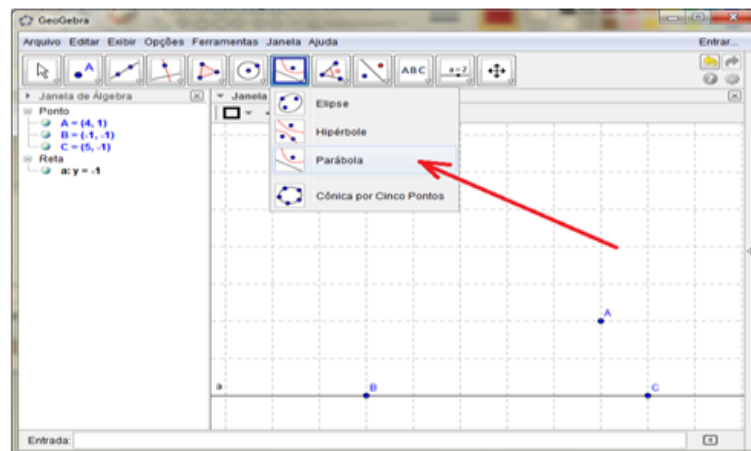 GeoGebra
Arquivo Editar Exibir Opções Ferramentas Janela Ajuda
Entrar...
ABC
a=2
Janela de Álgebra
Janela
Ponto
A = (4, 1)
B = (-1, -1)
C = (5, -1)
Reta
a: y = -1
Elipse
Hipérbole
Parábola
Cônica por Cinco Pontos
A
a
B
C
Entrada: